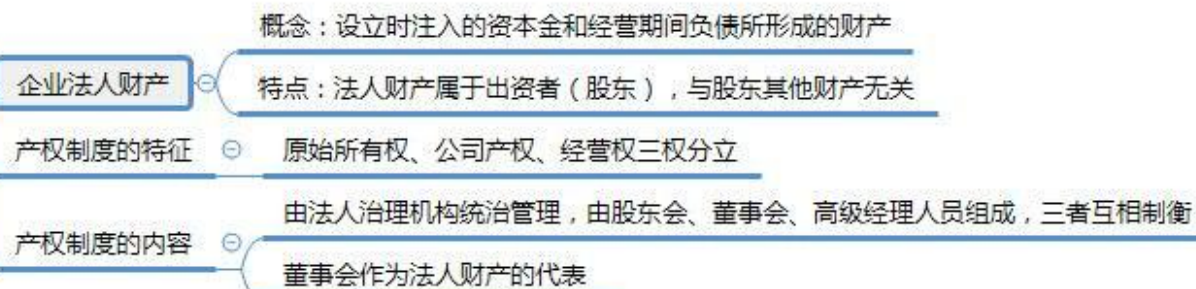 概念：设立时注入的资本金和经营期间负债所形成的财产
企业法人财产
特点：法人财产属于出资者（股东），与股东其他财产无关
产权制度的特征
原始所有权、公司产权、经营权三权分立
由法人治理机构统治管理，由股东会、董事会、高级经理人员组成，三者互相制衡
产权制度的内容
董事会作为法人财产的代表